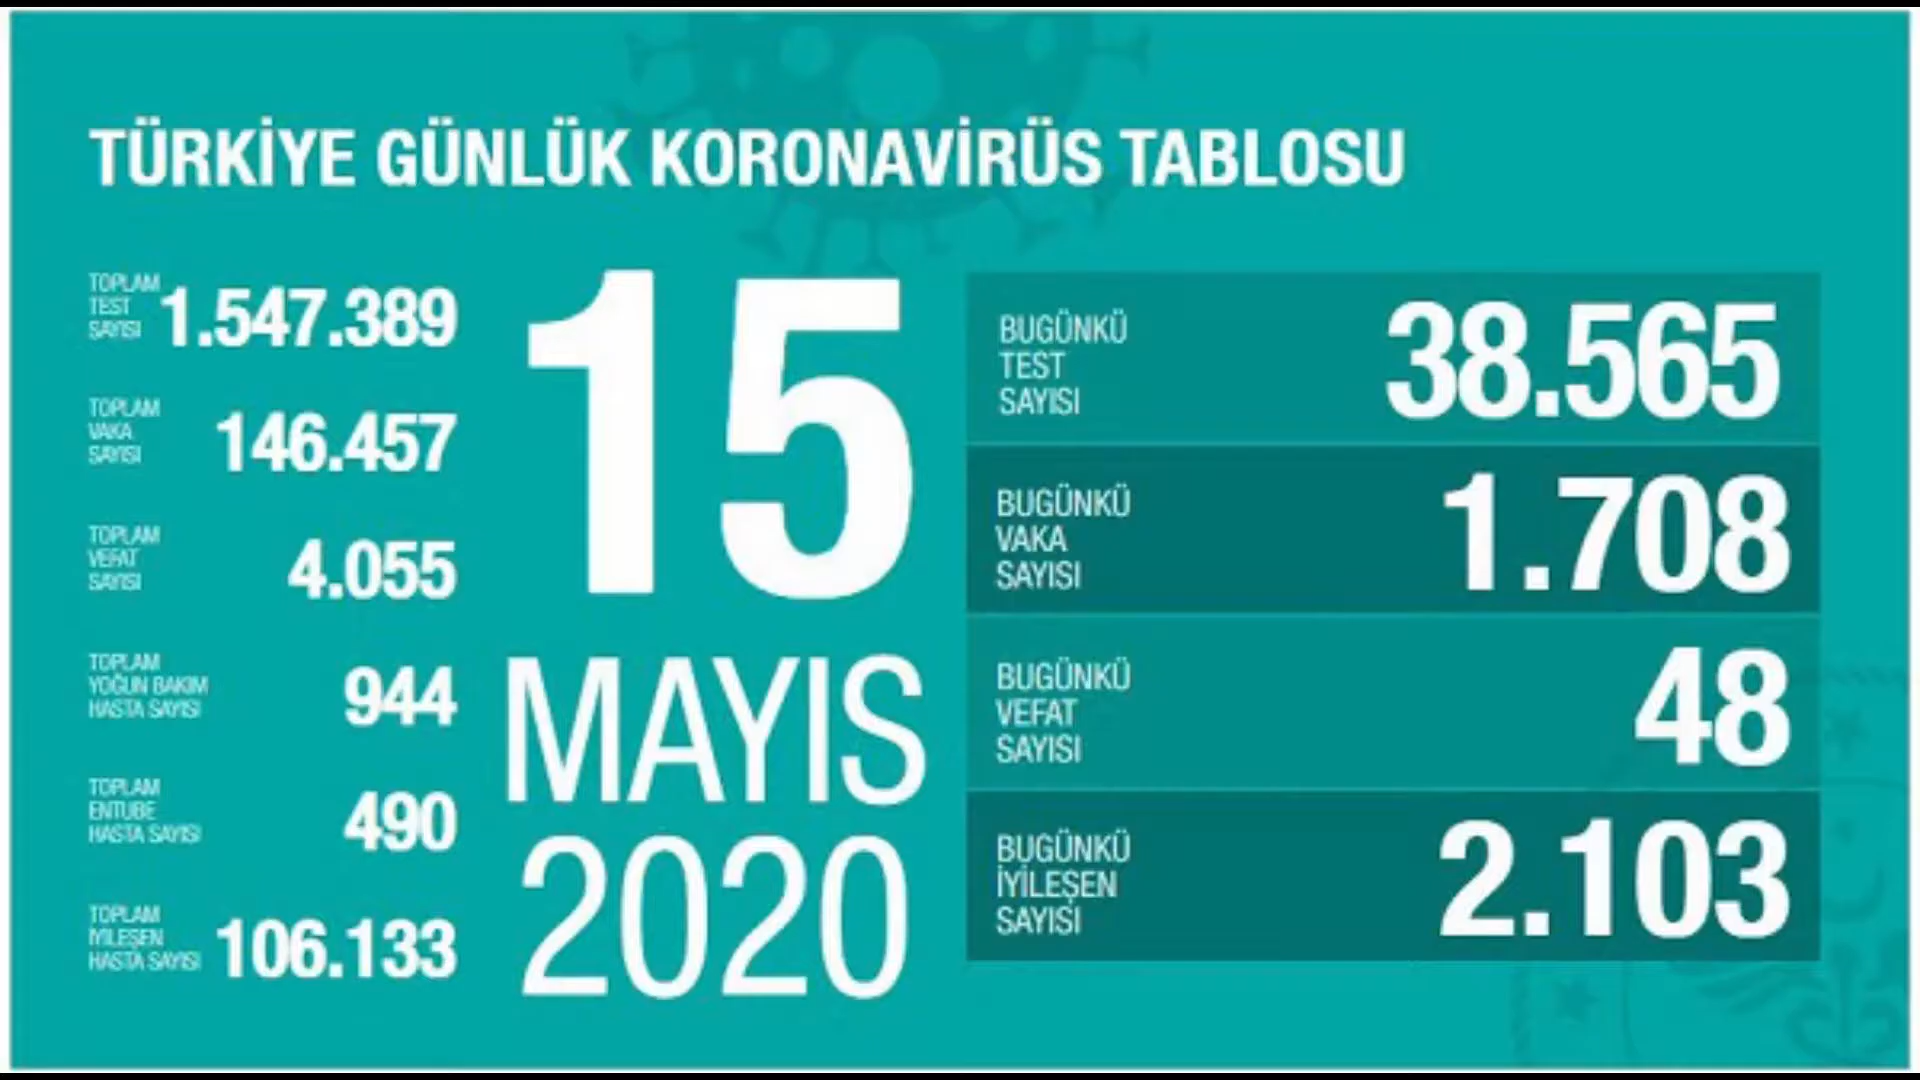 TÜRKİYE GÜNLÜK KORONAVİRÜS TABLOSU
TOPLAM
TEST
SAYISI
1.547.389
TOPLAM
VAKA
SAYISI
146.457
TOPLAM
VEFAT
SAYISI
4.055
TOPLAM
YOĞUN BAKIM
HASTA SAYISI
944
TOPLAM
ENTUBE
HASTA SAYISI
490
TOPLAM
İYİLEŞEN
HASTA SAYISI
106.133
15
MAYIS
2020
BUGÜNKÜ
TEST
SAYISI
38.565
BUGÜNKÜ
VAKA
SAYISI
1.708
BUGÜNKÜ
VEFAT
SAYISI
48
BUGÜNKÜ
İYİLEŞEN
SAYISI
2.103